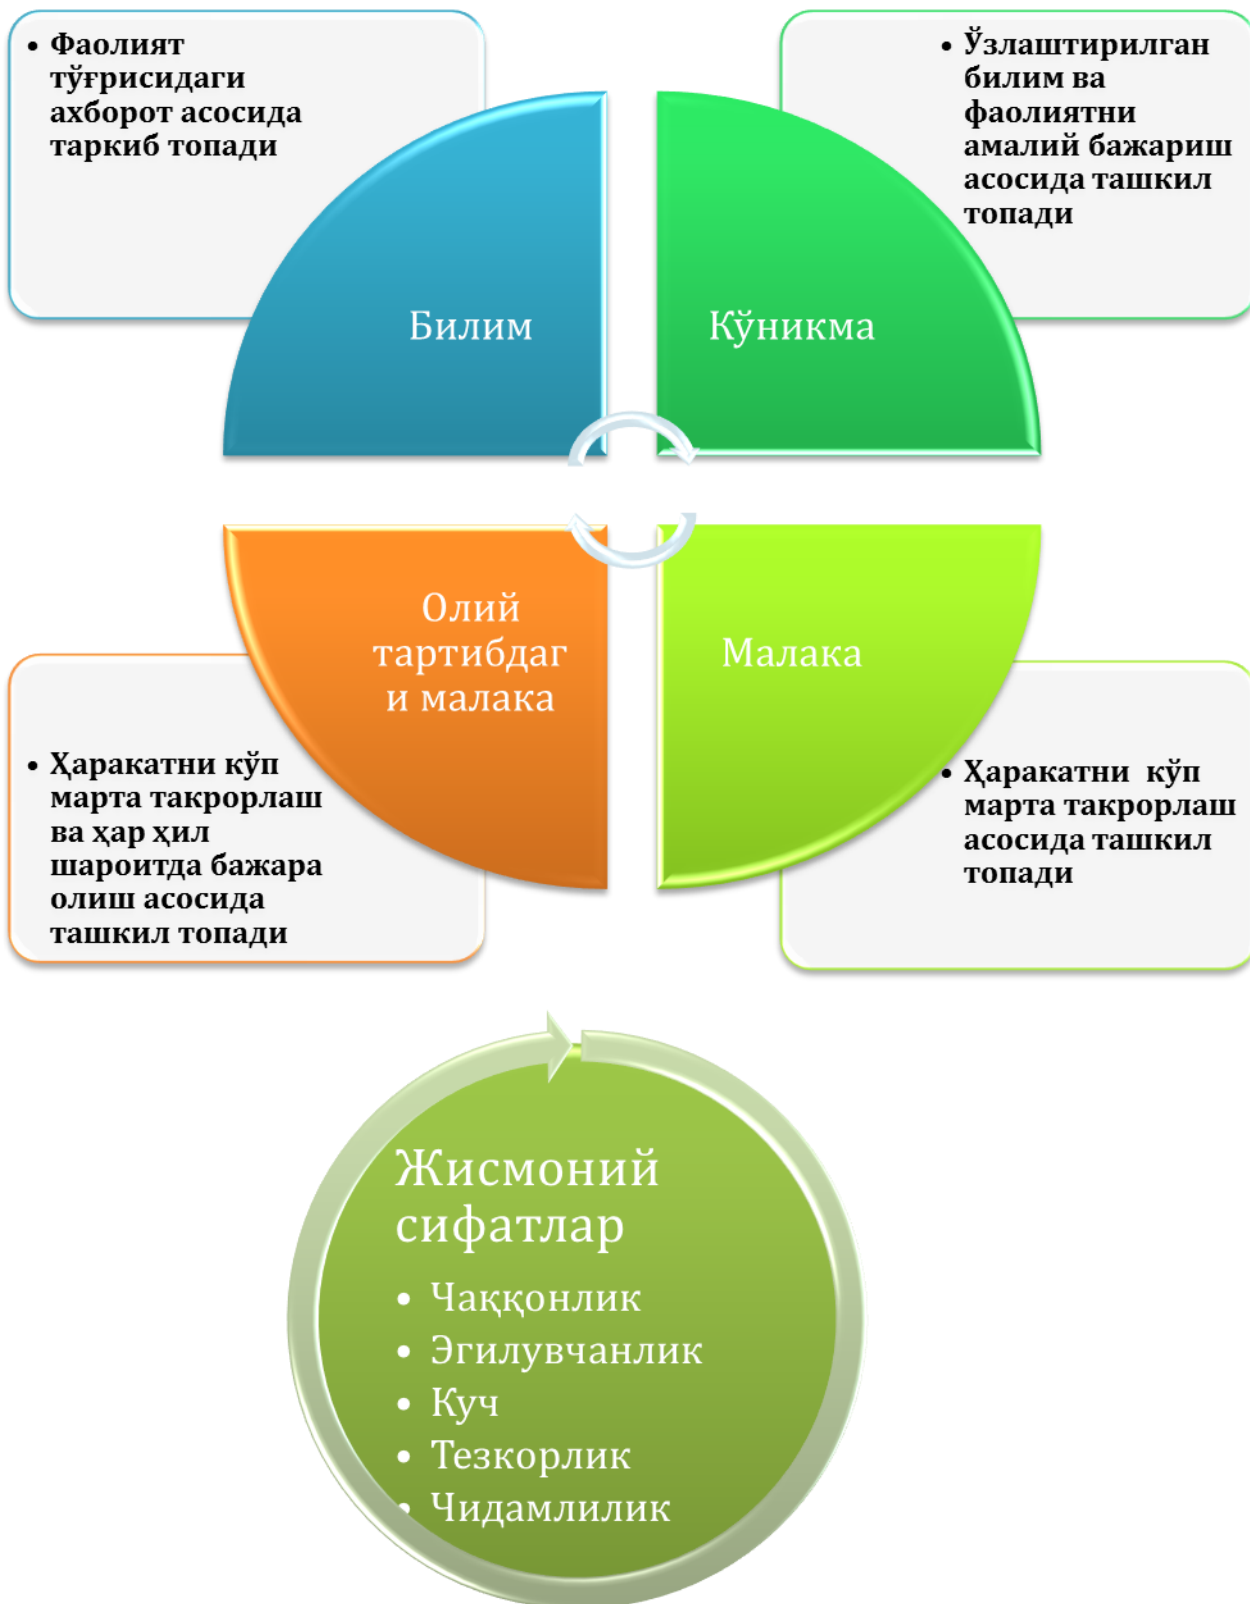 • Фаолият
тўғрисидаги
ахборот асосида
таркиб топади
• Ўзлаштирилган
билим ва
фаолиятни
амалий бажариш
асосида ташкил
топади
Билим
Кўникма
Олий
тартибдаг
и малака
Малака
• Ҳаракатни кўп
марта такрорлаш
ва ҳар ҳил
шароитда бажара
олиш асосида
ташкил топади
• Ҳаракатни кўп
марта такрорлаш
асосида ташкил
топади
Жисмоний
сифатлар
• Чаққонлик
• Эгилувчанлик
• Куч
• Тезкорлик
• Чидамлилик